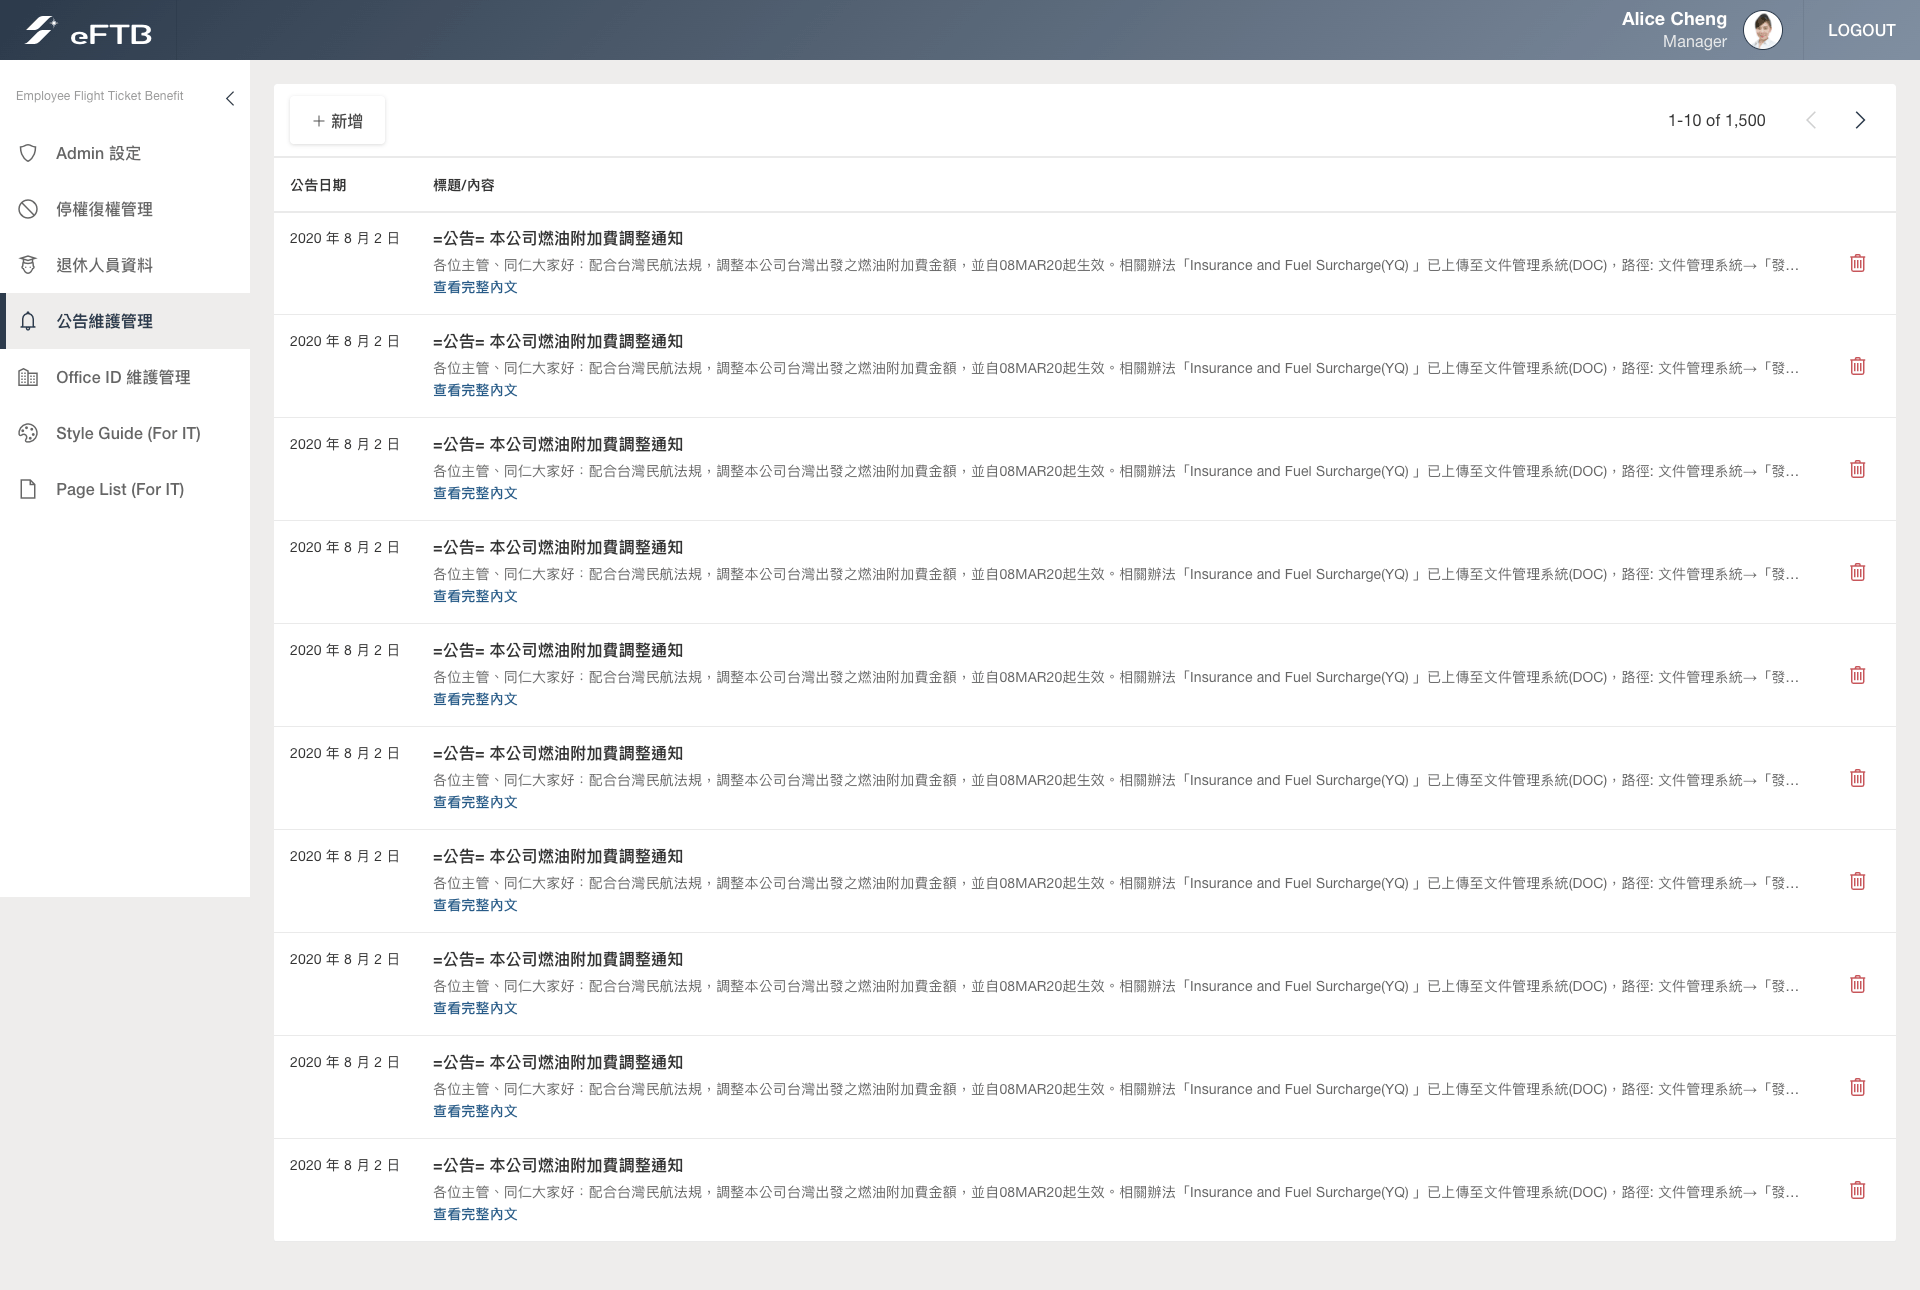 eFTB
Alice Cheng
Manager
LOGOUT
Employee Flight Ticket Benefit
Admin 設定
停權復權管理
退休人員資料
公告維護管理
Office ID 維護管理
Style Guide (For IT)
Page List (For IT)
+ 新增
1-10 of 1,500
公告日期 標題/內容
2020 年 8 月 2 日 =公告= 本公司燃油附加費調整通知
各位主管、同仁大家好：配合台灣民航法規，調整本公司台灣出發之燃油附加費金額，並自08MAR20起生效。相關辦法「Insurance and Fuel Surcharge(YQ) 」已上傳至文件管理系統(DOC)，路徑: 文件管理系統→「發...
查看完整內文
2020 年 8 月 2 日 =公告= 本公司燃油附加費調整通知
各位主管、同仁大家好：配合台灣民航法規，調整本公司台灣出發之燃油附加費金額，並自08MAR20起生效。相關辦法「Insurance and Fuel Surcharge(YQ) 」已上傳至文件管理系統(DOC)，路徑: 文件管理系統→「發...
查看完整內文
2020 年 8 月 2 日 =公告= 本公司燃油附加費調整通知
各位主管、同仁大家好：配合台灣民航法規，調整本公司台灣出發之燃油附加費金額，並自08MAR20起生效。相關辦法「Insurance and Fuel Surcharge(YQ) 」已上傳至文件管理系統(DOC)，路徑: 文件管理系統→「發...
查看完整內文
2020 年 8 月 2 日 =公告= 本公司燃油附加費調整通知
各位主管、同仁大家好：配合台灣民航法規，調整本公司台灣出發之燃油附加費金額，並自08MAR20起生效。相關辦法「Insurance and Fuel Surcharge(YQ) 」已上傳至文件管理系統(DOC)，路徑: 文件管理系統→「發...
查看完整內文
2020 年 8 月 2 日 =公告= 本公司燃油附加費調整通知
各位主管、同仁大家好：配合台灣民航法規，調整本公司台灣出發之燃油附加費金額，並自08MAR20起生效。相關辦法「Insurance and Fuel Surcharge(YQ) 」已上傳至文件管理系統(DOC)，路徑: 文件管理系統→「發...
查看完整內文
2020 年 8 月 2 日 =公告= 本公司燃油附加費調整通知
各位主管、同仁大家好：配合台灣民航法規，調整本公司台灣出發之燃油附加費金額，並自08MAR20起生效。相關辦法「Insurance and Fuel Surcharge(YQ) 」已上傳至文件管理系統(DOC)，路徑: 文件管理系統→「發...
查看完整內文
2020 年 8 月 2 日 =公告= 本公司燃油附加費調整通知
各位主管、同仁大家好：配合台灣民航法規，調整本公司台灣出發之燃油附加費金額，並自08MAR20起生效。相關辦法「Insurance and Fuel Surcharge(YQ) 」已上傳至文件管理系統(DOC)，路徑: 文件管理系統→「發...
查看完整內文
2020 年 8 月 2 日 =公告= 本公司燃油附加費調整通知
各位主管、同仁大家好：配合台灣民航法規，調整本公司台灣出發之燃油附加費金額，並自08MAR20起生效。相關辦法「Insurance and Fuel Surcharge(YQ) 」已上傳至文件管理系統(DOC)，路徑: 文件管理系統→「發...
查看完整內文
2020 年 8 月 2 日 =公告= 本公司燃油附加費調整通知
各位主管、同仁大家好：配合台灣民航法規，調整本公司台灣出發之燃油附加費金額，並自08MAR20起生效。相關辦法「Insurance and Fuel Surcharge(YQ) 」已上傳至文件管理系統(DOC)，路徑: 文件管理系統→「發...
查看完整內文
2020 年 8 月 2 日 =公告= 本公司燃油附加費調整通知
各位主管、同仁大家好：配合台灣民航法規，調整本公司台灣出發之燃油附加費金額，並自08MAR20起生效。相關辦法「Insurance and Fuel Surcharge(YQ) 」已上傳至文件管理系統(DOC)，路徑: 文件管理系統→「發...
查看完整內文